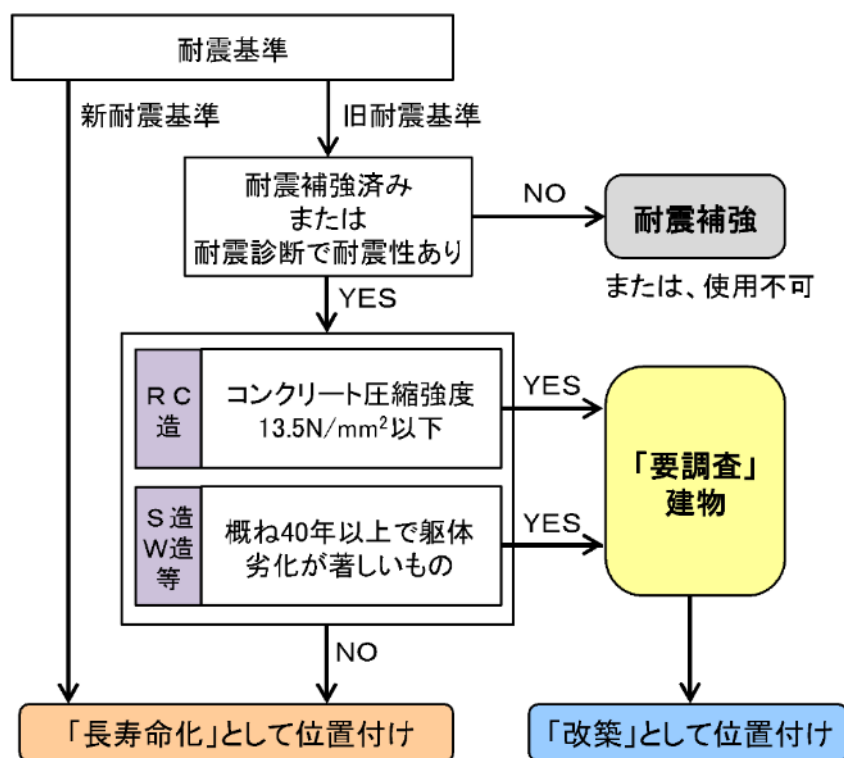 耐震基準
新耐震基準
旧耐震基準
耐震補強済み
または
耐震診断で耐震性あり
NO
耐震補強
または、使用不可
YES
ＲＣ
造
コンクリート圧縮強度
13.5N/mm²以下
YES
「要調査」
建物
Ｓ造
Ｗ造
等
概ね40年以上で躯体
劣化が著しいもの
YES
NO
「長寿命化」として位置付け
「改築」として位置付け